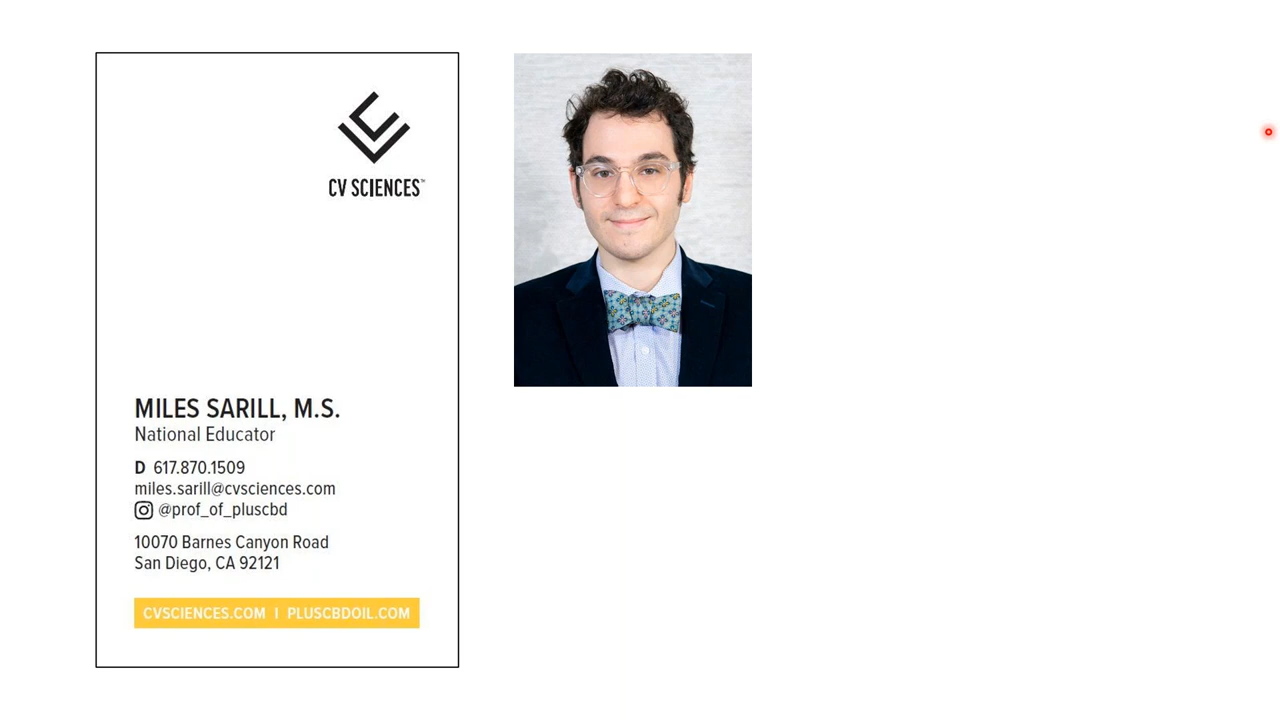 CV SCIENCES™
MILES SARILL, M.S.
National Educator
D 617.870.1509
miles.sarill@cvsciences.com
@prof_of_pluscbd
10070 Barnes Canyon Road
San Diego, CA 92121
CVSCIENCES.COM | PLUSCBDOIL.COM